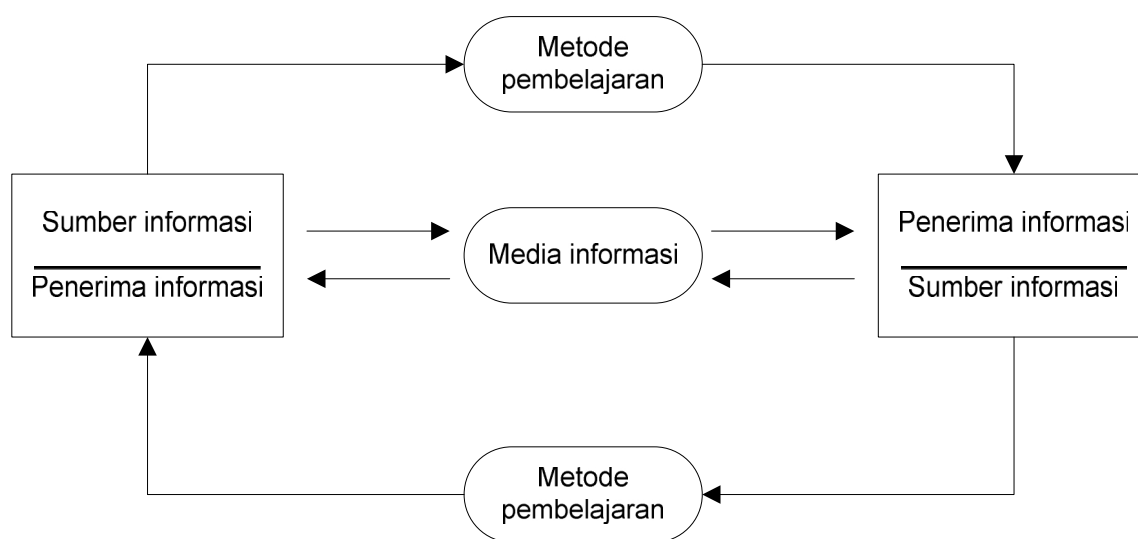 Metode
pembelajaran
Sumber informasi
Penerima informasi
Media informasi
Penerima informasi
Sumber informasi
Metode
pembelajaran